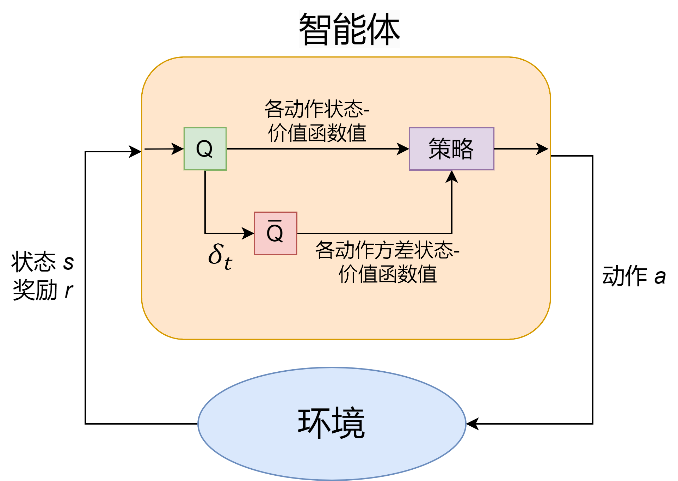 智能体
各动作状态-
价值函数值
Q
策略
δₜ
Q̄
各动作方差状态-
价值函数值
状态 s
奖励 r
动作 a
环境